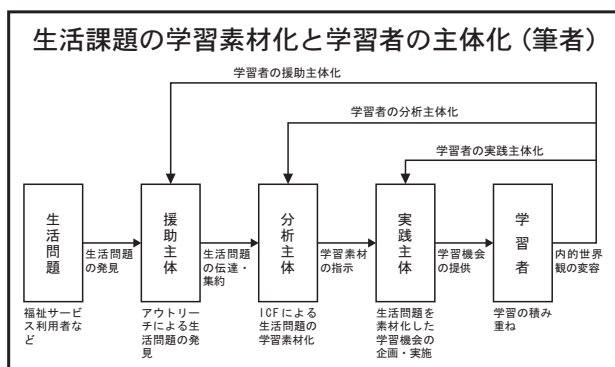 生活課題の学習素材化と学習者の主体化（筆者）
学習者の援助主体化
学習者の分析主体化
学習者の実践主体化
生活問題
援助主体
分析主体
実践主体
学習者
生活問題
の発見
生活問題
の伝達・
集約
学習素材
の指示
学習機会
の提供
内的世界
観の変容
福祉サービ
ス利用者な
ど
アウトリー
チによる生
活問題の発
見
ICFによる
生活問題の
学習素材化
生活問題を
素材化した
学習機会の
企画・実施
学習の積み
重ね